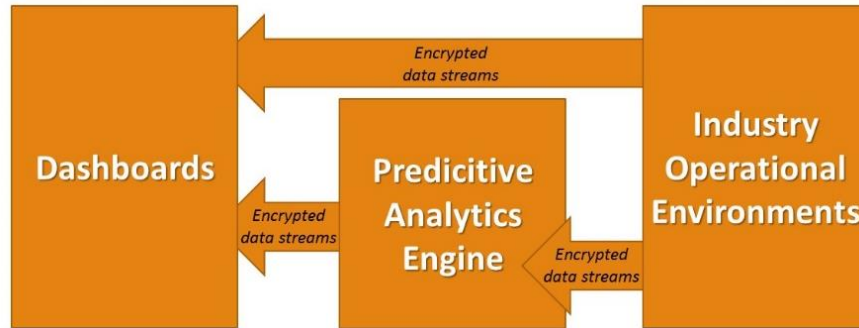 Dashboards
Encrypted
data streams
Encrypted
data streams
Predicitive
Analytics
Engine
Encrypted
data streams
Industry
Operational
Environments